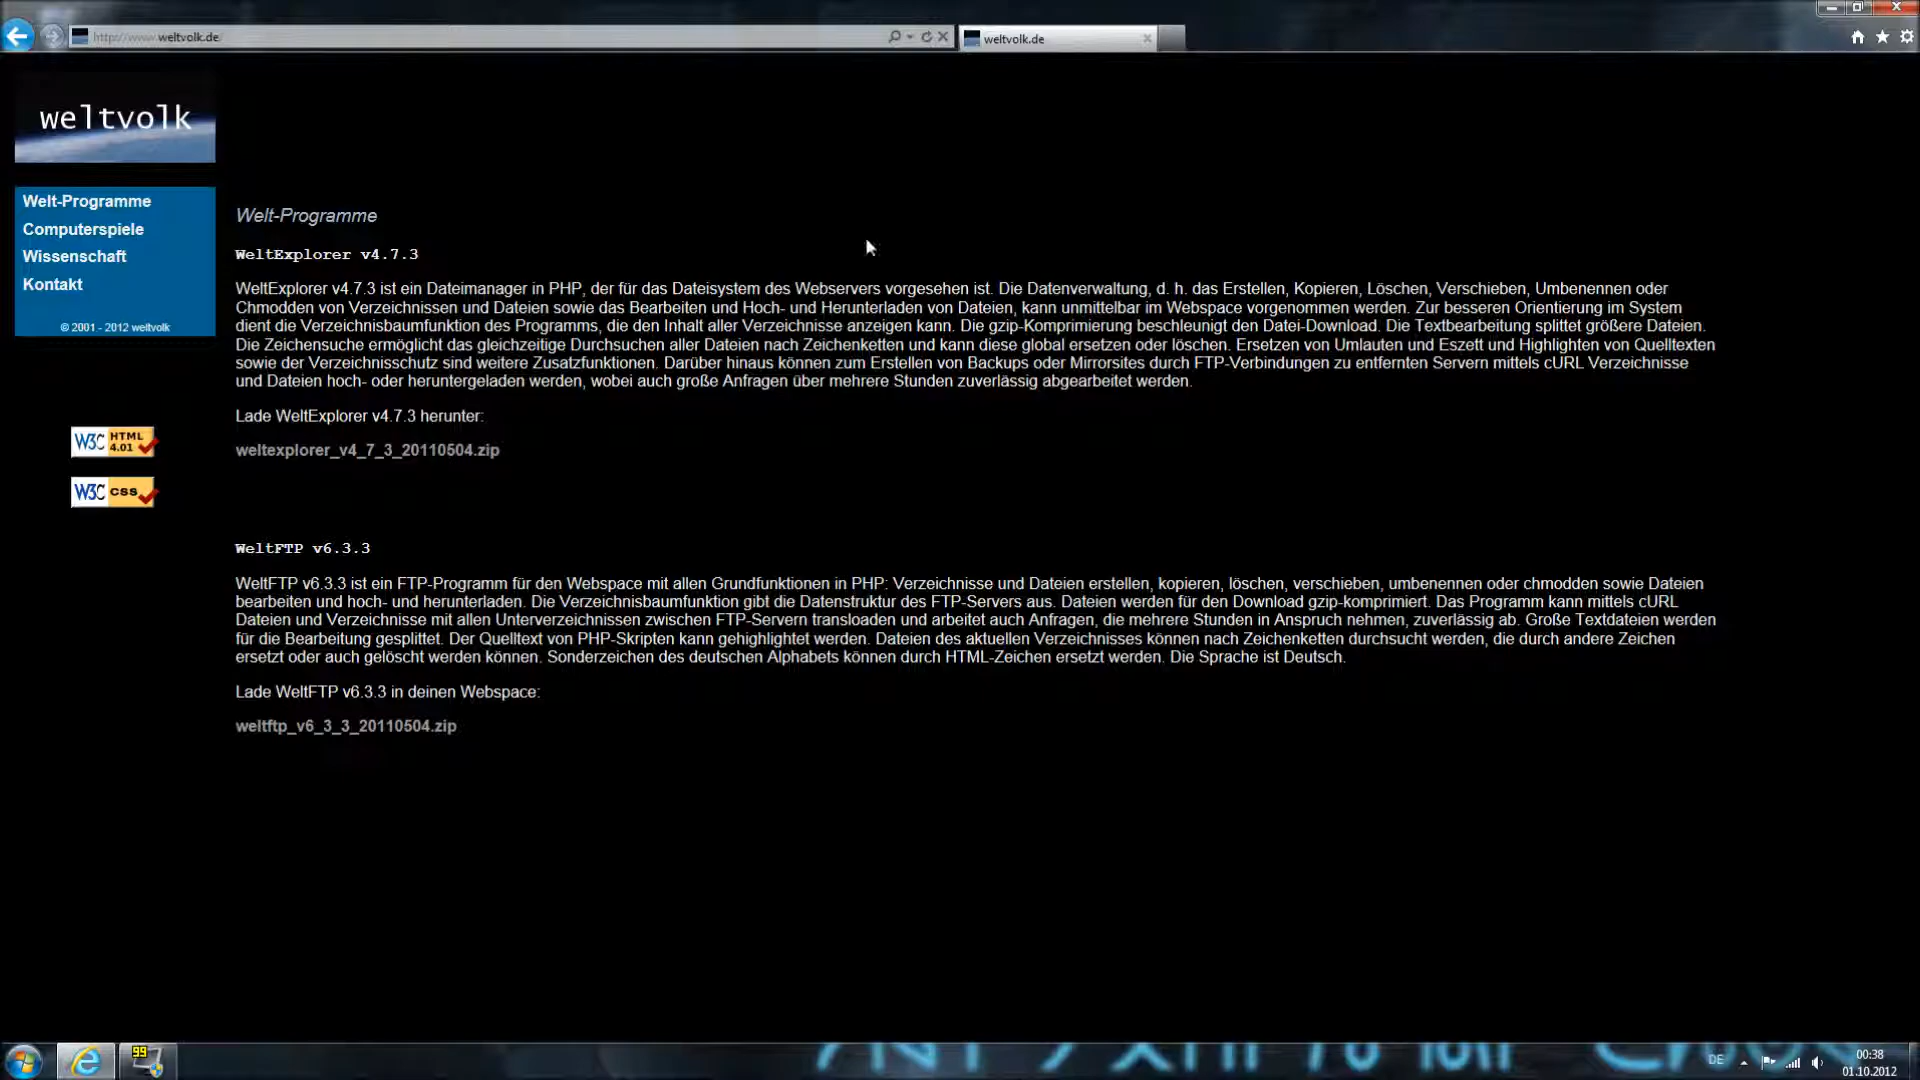 http://www.weltvolk.de/
weltvolk.de
weltvolk
Welt-Programme
Computerspiele
Wissenschaft
Kontakt
© 2001 - 2012 weltvolk
W3C HTML 4.01
W3C css
Welt-Programme
WeltExplorer v4.7.3
WeltExplorer v4.7.3 ist ein Dateimanager in PHP, der für das Dateisystem des Webservers vorgesehen ist. Die Datenverwaltung, d. h. das Erstellen, Kopieren, Löschen, Verschieben, Umbenennen oder
Chmodden von Verzeichnissen und Dateien sowie das Bearbeiten und Hoch- und Herunterladen von Dateien, kann unmittelbar im Webspace vorgenommen werden. Zur besseren Orientierung im System
dient die Verzeichnisbaumfunktion des Programms, die den Inhalt aller Verzeichnisse anzeigen kann. Die gzip-Komprimierung beschleunigt den Datei-Download. Die Textbearbeitung splittet größere Dateien.
Die Zeichensuche ermöglicht das gleichzeitige Durchsuchen aller Dateien nach Zeichenketten und kann diese global ersetzen oder löschen. Ersetzen von Umlauten und Eszett und Highlighten von Quelltexten
sowie der Verzeichnisschutz sind weitere Zusatzfunktionen. Darüber hinaus können zum Erstellen von Backups oder Mirrorsites durch FTP-Verbindungen zu entfernten Servern mittels cURL Verzeichnisse
und Dateien hoch- oder heruntergeladen werden, wobei auch große Anfragen über mehrere Stunden zuverlässig abgearbeitet werden.
Lade WeltExplorer v4.7.3 herunter:
weltexplorer_v4_7_3_20110504.zip
WeltFTP v6.3.3
WeltFTP v6.3.3 ist ein FTP-Programm für den Webspace mit allen Grundfunktionen in PHP: Verzeichnisse und Dateien erstellen, kopieren, löschen, verschieben, umbenennen oder chmodden sowie Dateien
bearbeiten und hoch- und herunterladen. Die Verzeichnisbaumfunktion gibt die Datenstruktur des FTP-Servers aus. Dateien werden für den Download gzip-komprimiert. Das Programm kann mittels cURL
Dateien und Verzeichnisse mit allen Unterverzeichnissen zwischen FTP-Servern transloaden und arbeitet auch Anfragen, die mehrere Stunden in Anspruch nehmen, zuverlässig ab. Große Textdateien werden
für die Bearbeitung gesplittet. Der Quelltext von PHP-Skripten kann gehighlightet werden. Dateien des aktuellen Verzeichnisses können nach Zeichenketten durchsucht werden, die durch andere Zeichen
ersetzt oder auch gelöscht werden können. Sonderzeichen des deutschen Alphabets können durch HTML-Zeichen ersetzt werden. Die Sprache ist Deutsch.
Lade WeltFTP v6.3.3 in deinen Webspace:
weltftp_v6_3_3_20110504.zip
99
DE
00:38
01.10.2012